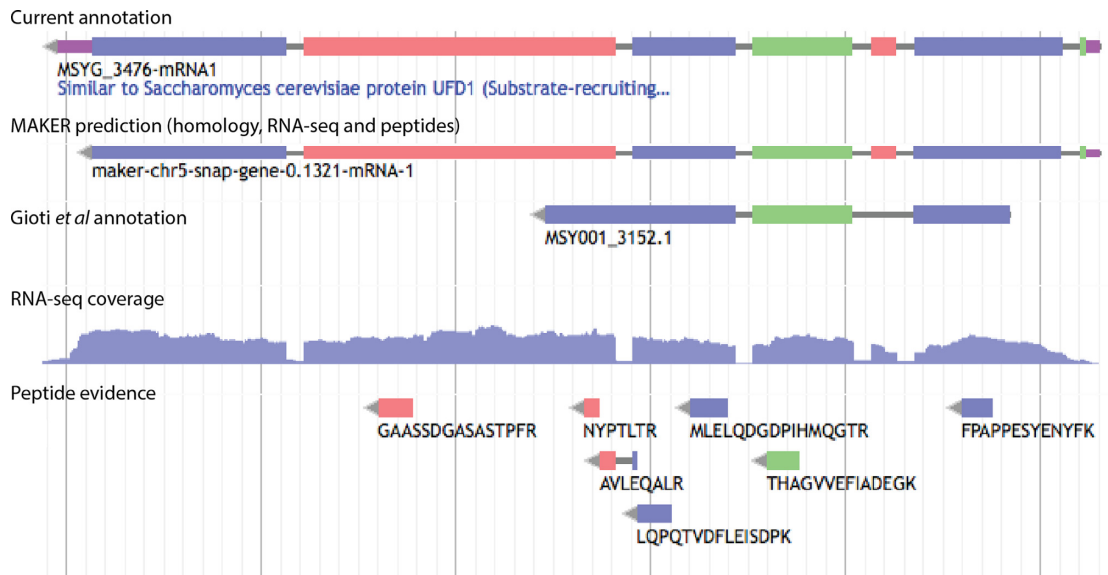 Current annotation
MSYG_3476-mRNA1
Similar to Saccharomyces cerevisiae protein UFD1 (Substrate-recruiting...
MAKER prediction (homology, RNA-seq and peptides)
maker-chr5-snap-gene-0.1321-mRNA-1
Gioti et al annotation
MSY001_3152.1
RNA-seq coverage
Peptide evidence
GAASSDGASASTPFR
NYPTLTR
MLELQDGDPIHMQGTR
FPAPPESYENYFK
AVLEQALR
THAGVVEFIADEGK
LQPQTVDFLEISDPK